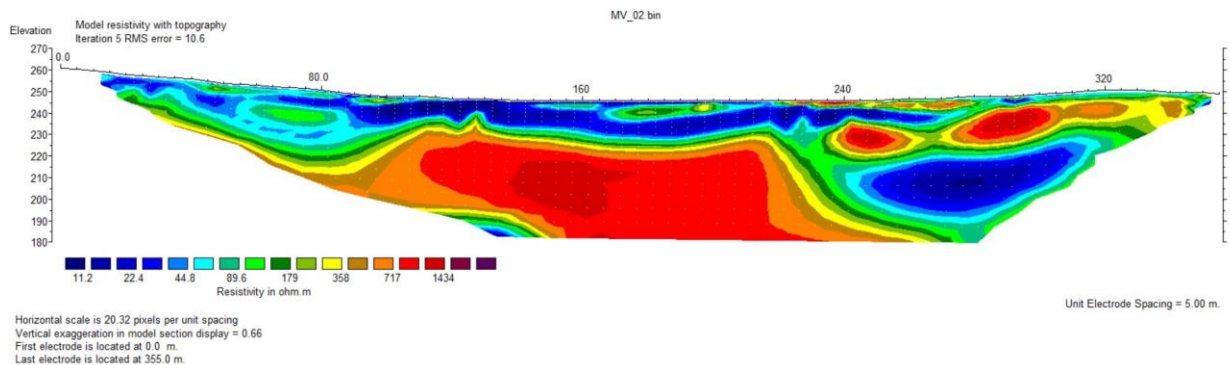 MV_02.bin
Model resistivity with topography
Elevation
Iteration 5 RMS error = 10.6
270
0.0
260
80.0
320
250
160
240
240
230
220
210
200
190
180
11.2 22.4 44.8 89.6 179 358 717 1434
Resistivity in ohm.m
Unit Electrode Spacing = 5.00 m.
Horizontal scale is 20.32 pixels per unit spacing
Vertical exaggeration in model section display = 0.66
First electrode is located at 0.0 m.
Last electrode is located at 355.0 m.